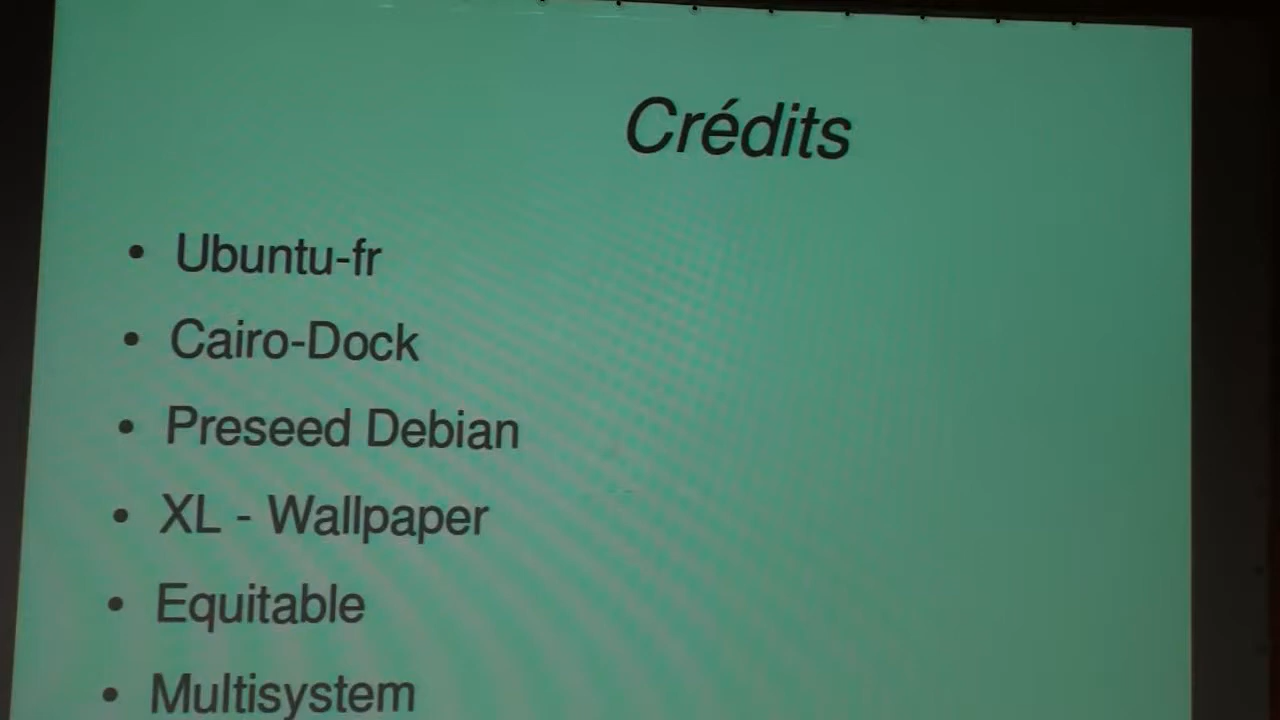 Crédits
• Ubuntu-fr
• Cairo-Dock
• Preseed Debian
• XL - Wallpaper
• Equitable
• Multisystem